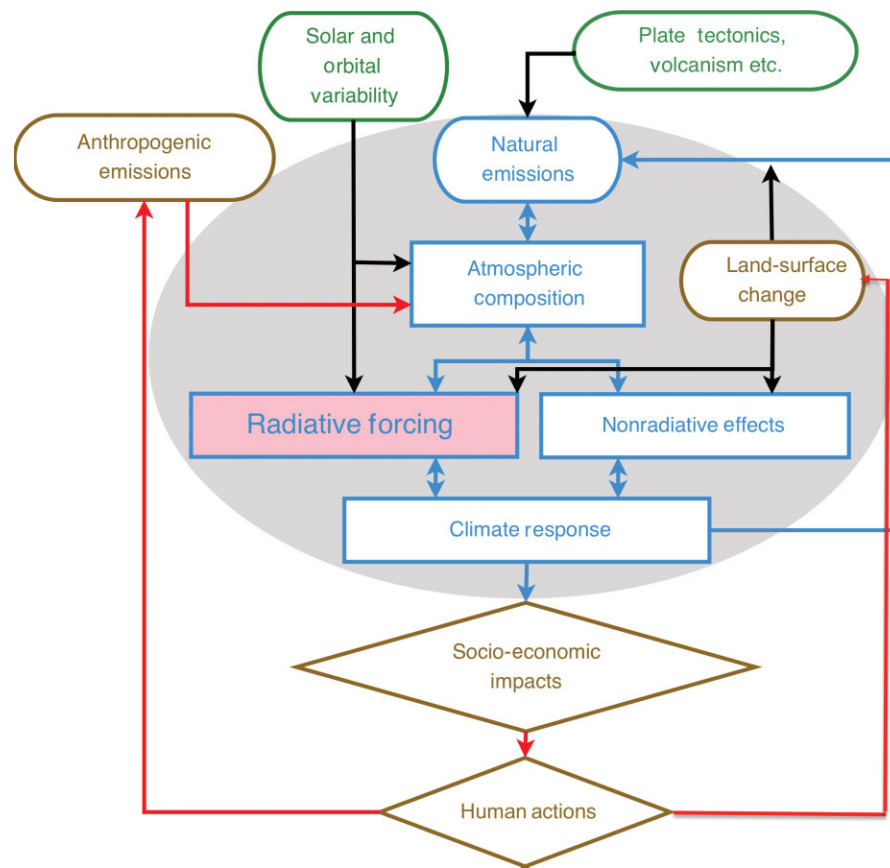 Solar and
orbital
variability
Plate tectonics,
volcanism etc.
Anthropogenic
emissions
Natural
emissions
Atmospheric
composition
Land-surface
change
Radiative forcing
Nonradiative effects
Climate response
Socio-economic
impacts
Human actions